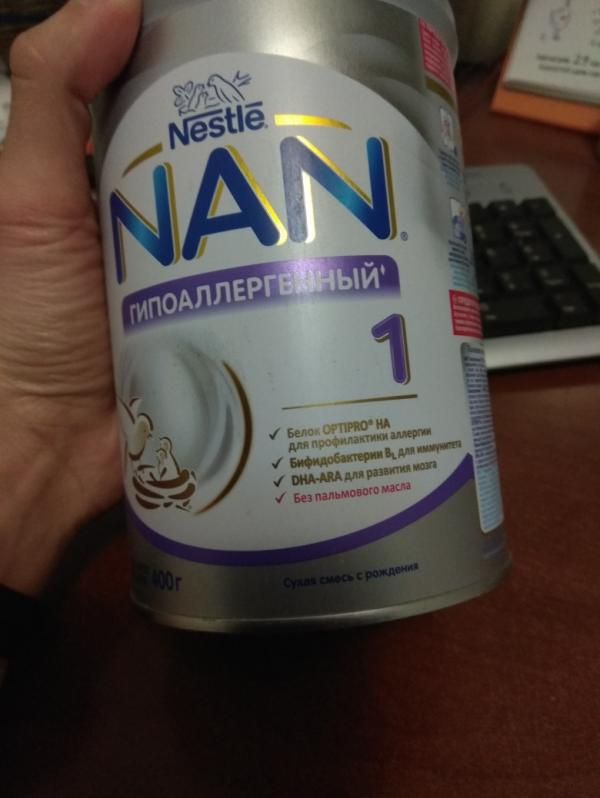 Nestlé®
NAN®
ГИПОАЛЛЕРГЕННЫЙ
1
✓ Белок OPTIPRO® HA
для профилактики аллергии
✓ Бифидобактерии BL для иммунитета
✓ DHA-ARA для развития мозга
✓ Без пальмового масла
400 г
Сухая смесь с рождения